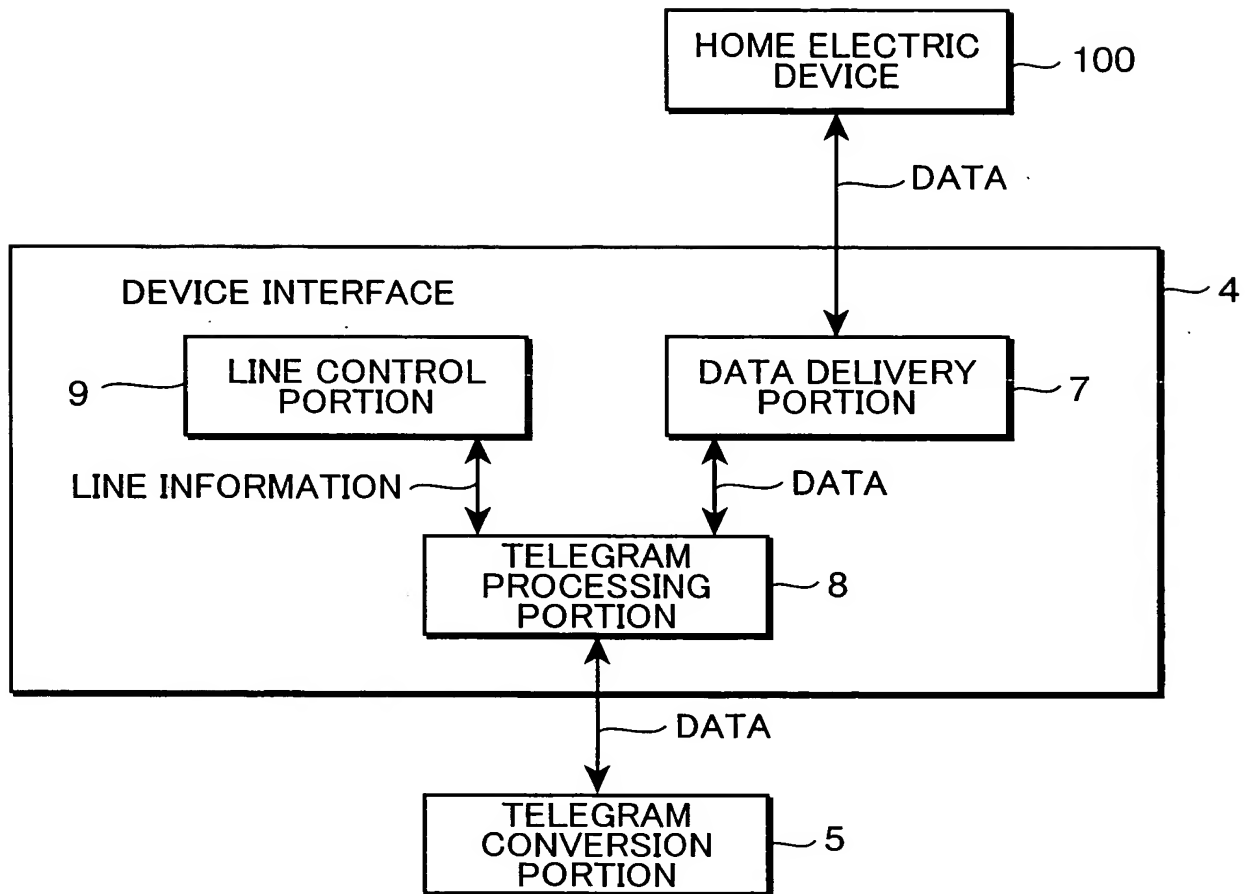 HOME ELECTRIC
DEVICE
100
DATA
DEVICE INTERFACE
4
LINE CONTROL
PORTION
9
DATA DELIVERY
PORTION
7
LINE INFORMATION
DATA
TELEGRAM
PROCESSING
PORTION
8
DATA
TELEGRAM
CONVERSION
PORTION
5